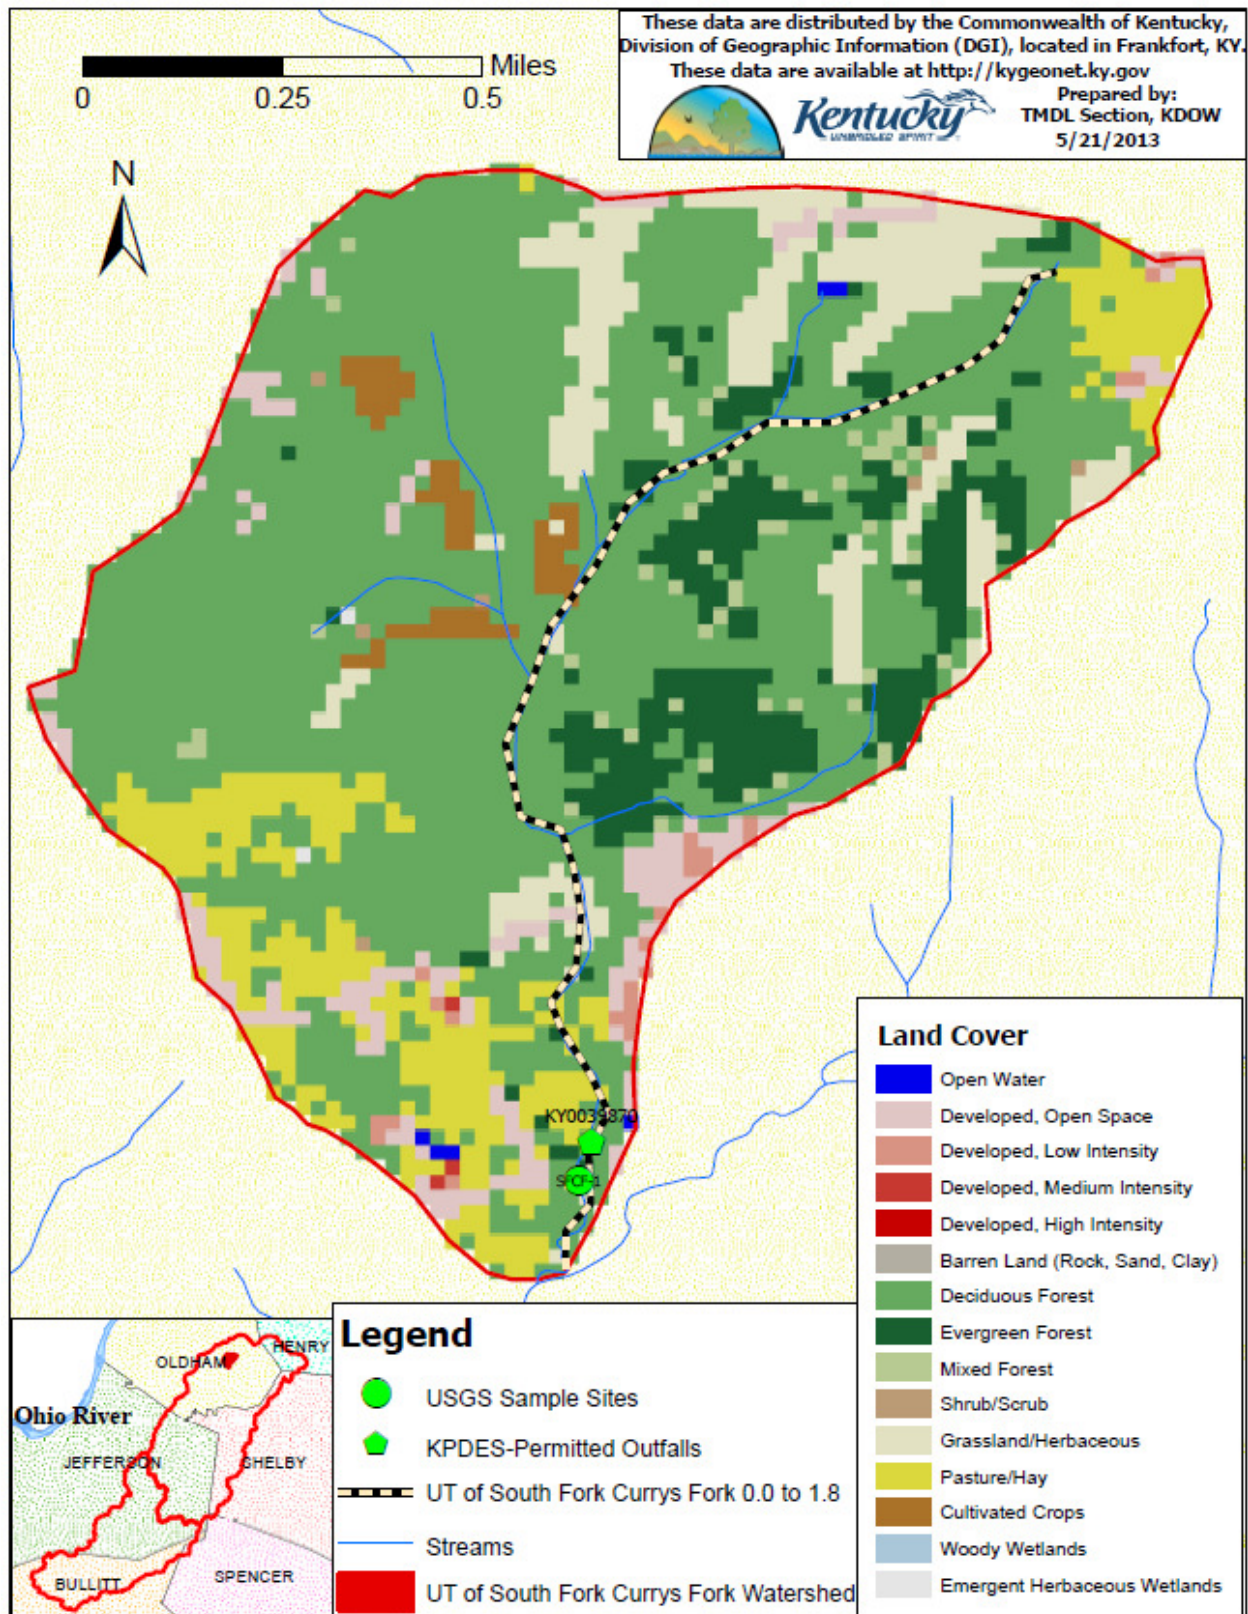 These data are distributed by the Commonwealth of Kentucky,
Division of Geographic Information (DGI), located in Frankfort, KY.
These data are available at http://kygeonet.ky.gov
Kentucky
UNBRIDLED SPIRIT
Prepared by:
TMDL Section, KDOW
5/21/2013
Miles
0 0.25 0.5
N
KY0039870
SFCF-1
Land Cover
Open Water
Developed, Open Space
Developed, Low Intensity
Developed, Medium Intensity
Developed, High Intensity
Barren Land (Rock, Sand, Clay)
Deciduous Forest
Evergreen Forest
Mixed Forest
Shrub/Scrub
Grassland/Herbaceous
Pasture/Hay
Cultivated Crops
Woody Wetlands
Emergent Herbaceous Wetlands
HENRY
OLDHAM
Ohio River
JEFFERSON
SHELBY
BULLITT
SPENCER
Legend
USGS Sample Sites
KPDES-Permitted Outfalls
UT of South Fork Currys Fork 0.0 to 1.8
Streams
UT of South Fork Currys Fork Watershed